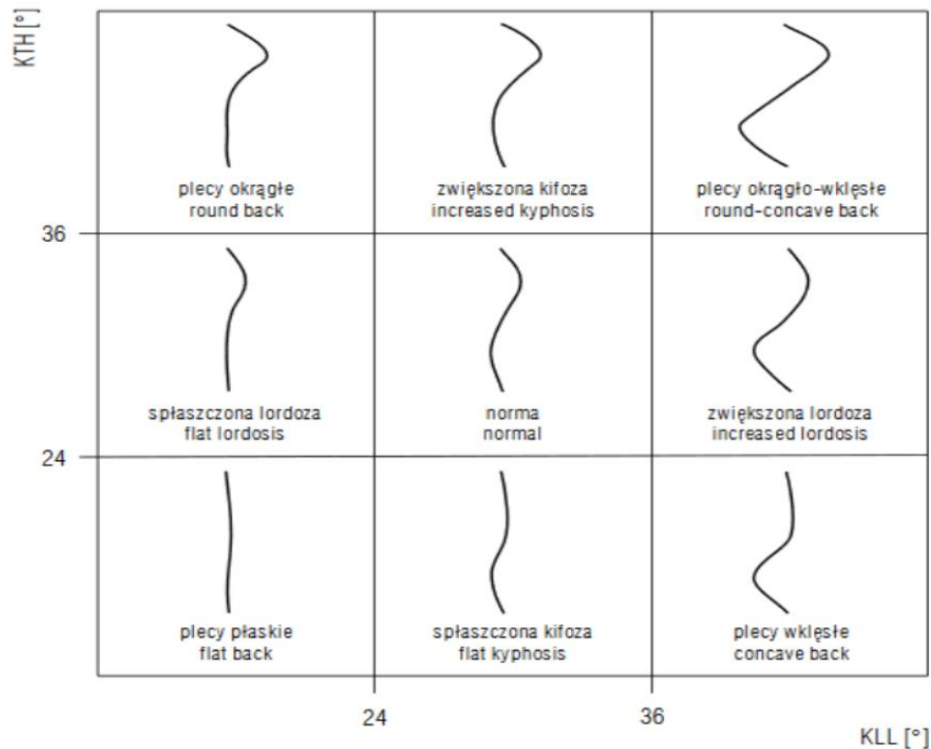 KTH [°]
plecy okrągłe
round back
zwiększona kifoza
increased kyphosis
plecy okrągło-wklęsłe
round-concave back
36
spłaszczona lordoza
flat lordosis
norma
normal
zwiększona lordoza
increased lordosis
24
plecy płaskie
flat back
spłaszczona kifoza
flat kyphosis
plecy wklęsłe
concave back
24
36
KLL [°]